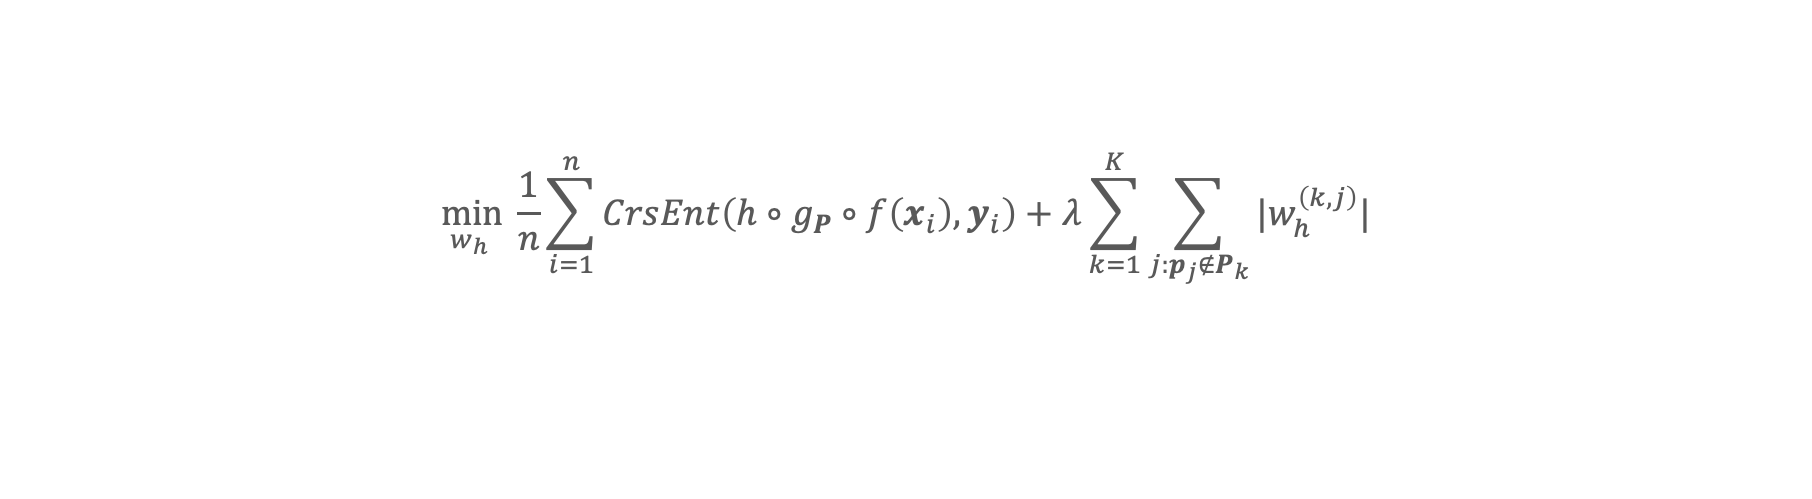 $\min_{w_h} \frac{1}{n} \sum_{i=1}^{n} CrsEnt(h \circ g_{\boldsymbol{P}} \circ f(\boldsymbol{x}_i), \boldsymbol{y}_i) + \lambda \sum_{k=1}^{K} \sum_{j:\boldsymbol{p}_j \notin \boldsymbol{P}_k} |w_h^{(k,j)}|$